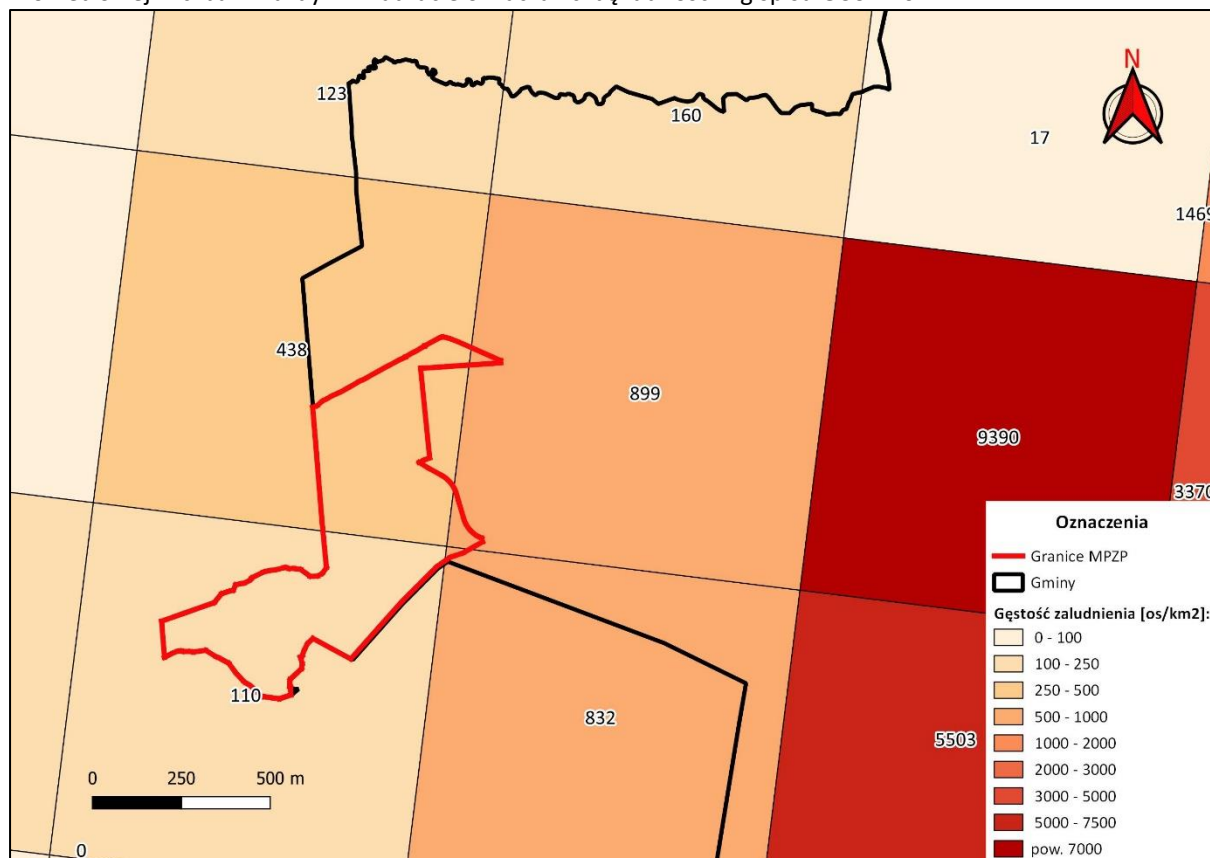 N
123
160
17
1469
438
899
9390
3370
110
832
5503
0
0 250 500 m
Oznaczenia
Granice MPZP
Gminy
Gęstość zaludnienia [os/km2]:
0 - 100
100 - 250
250 - 500
500 - 1000
1000 - 2000
2000 - 3000
3000 - 5000
5000 - 7500
pow. 7000